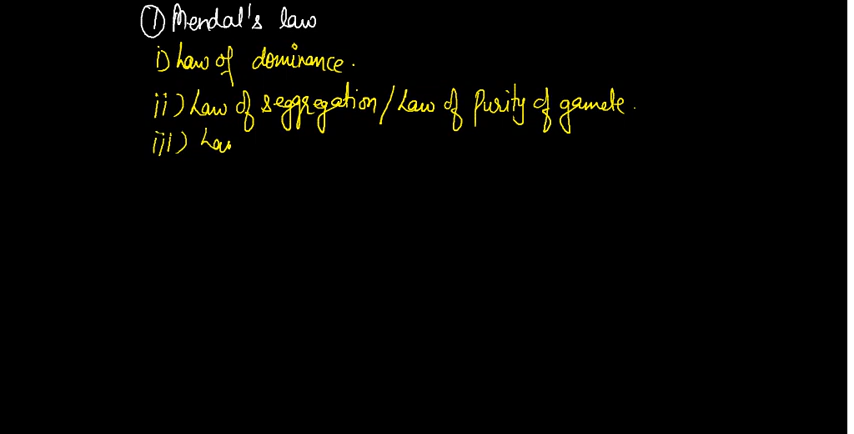 ① Mendal's law
i) Law of dominance.
ii) Law of seggregation / Law of Purity of gamete.
iii) Law